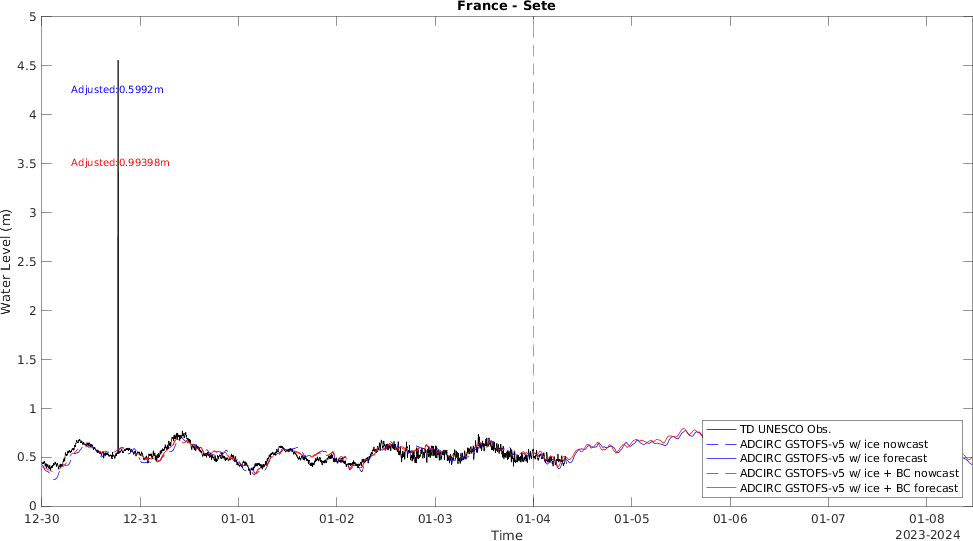 France - Sete
Water Level (m)
5
4.5
4
3.5
3
2.5
2
1.5
1
0.5
0
Adjusted:0.5992m
Adjusted:0.99398m
TD UNESCO Obs.
ADCIRC GSTOFS-v5 w/ ice nowcast
ADCIRC GSTOFS-v5 w/ ice forecast
ADCIRC GSTOFS-v5 w/ ice + BC nowcast
ADCIRC GSTOFS-v5 w/ ice + BC forecast
12-30 12-31 01-01 01-02 01-03 01-04 01-05 01-06 01-07 01-08
Time
2023-2024